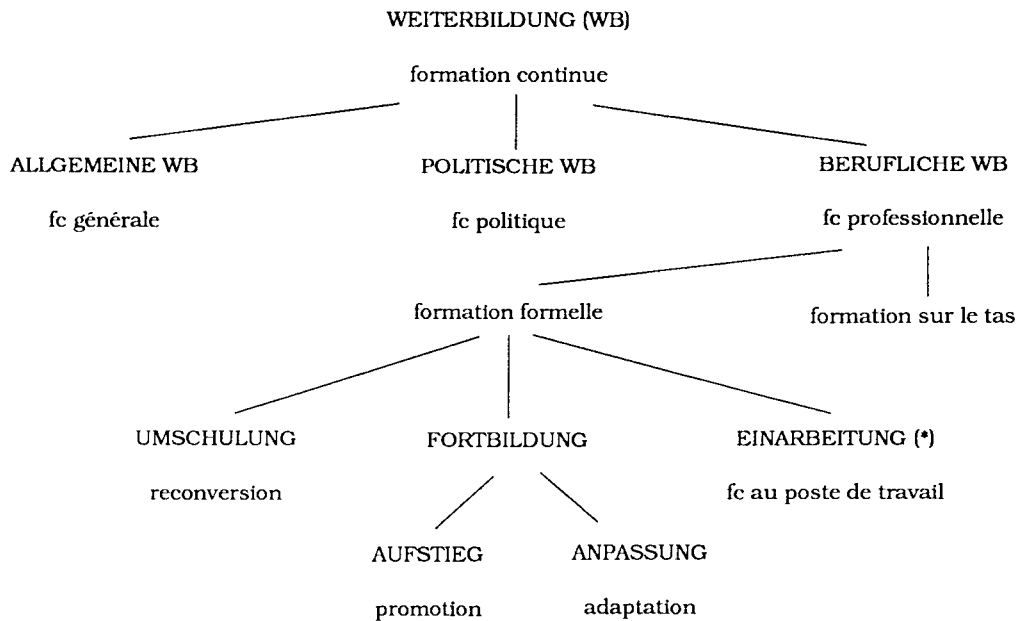 WEITERBILDUNG (WB)
formation continue
ALLGEMEINE WB
POLITISCHE WB
BERUFLICHE WB
fc générale
fc politique
fc professionnelle
formation formelle
formation sur le tas
UMSCHULUNG
FORTBILDUNG
EINARBEITUNG (*)
reconversion
fc au poste de travail
AUFSTIEG
ANPASSUNG
promotion
adaptation